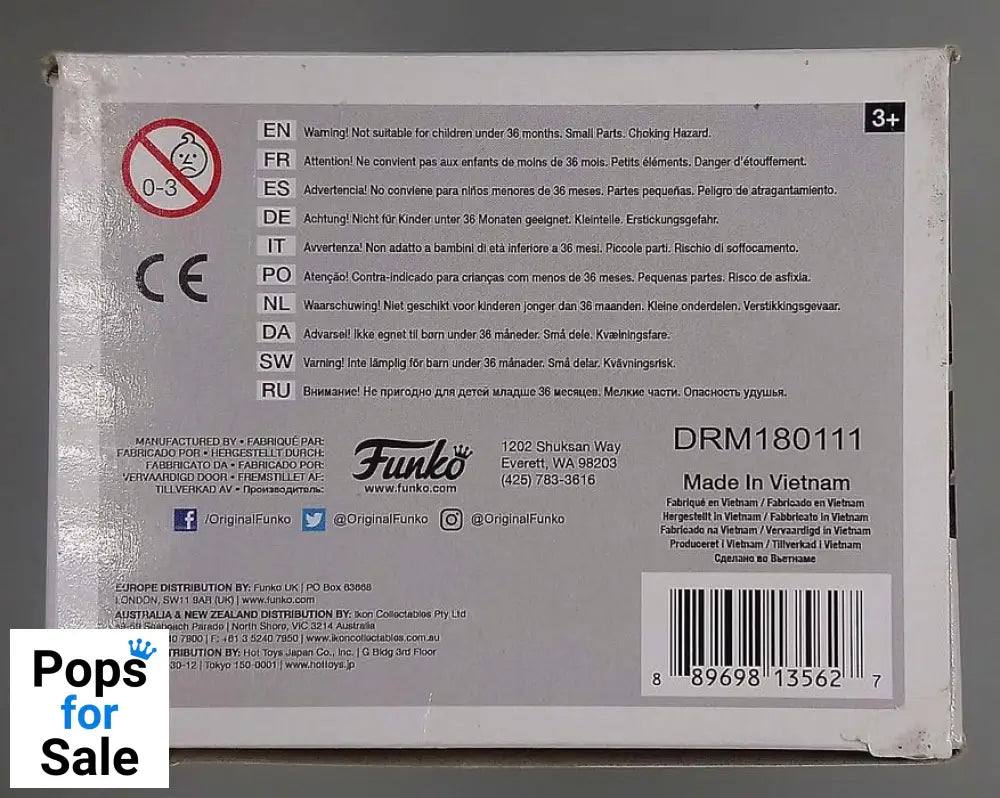 3+
0-3
EN Warning! Not suitable for children under 36 months. Small Parts. Choking Hazard.
FR Attention! Ne convient pas aux enfants de moins de 36 mois. Petits éléments. Danger d'étouffement.
ES Advertencia! No conviene para niños menores de 36 meses. Partes pequeñas. Peligro de atragantamiento.
DE Achtung! Nicht für Kinder unter 36 Monaten geeignet. Kleinteile. Erstickungsgefahr.
IT Avvertenza! Non adatto a bambini di età inferiore a 36 mesi. Piccole parti. Rischio di soffocamento.
PO Atenção! Contra-indicado para crianças com menos de 36 meses. Pequenas partes. Risco de asfixia.
NL Waarschuwing! Niet geschikt voor kinderen jonger dan 36 maanden. Kleine onderdelen. Verstikkingsgevaar.
DA Advarsel! Ikke egnet til børn under 36 måneder. Små dele. Kvælningsfare.
SW Varning! Inte lämplig för barn under 36 månader. Små delar. Kvävningsrisk.
RU Внимание! Не пригодно для детей младше 36 месяцев. Мелкие части. Опасность удушья.
CE
MANUFACTURED BY • FABRIQUÉ PAR:
FABRICADO POR • HERGESTELLT DURCH:
FABBRICATO DA • FABRICADO POR:
VERVAARDIGD DOOR • FREMSTILLET AF:
TILLVERKAD AV • Производитель:
Funko
www.funko.com
1202 Shuksan Way
Everett, WA 98203
(425) 783-3616
/OriginalFunko @OriginalFunko @OriginalFunko
DRM180111
Made In Vietnam
Fabriqué en Vietnam / Fabricado en Vietnam
Hergestellt in Vietnam / Fabbricato in Vietnam
Fabricado na Vietnam / Vervaardigd in Vietnam
Produceret i Vietnam / Tillverkad i Vietnam
Сделано во Вьетнаме
EUROPE DISTRIBUTION BY: Funko UK | PO Box 63668
LONDON, SW11 9AR (UK) | www.funko.com
AUSTRALIA & NEW ZEALAND DISTRIBUTION BY: Ikon Collectables Pty Ltd
Parade | North Shore, VIC 3214 Australia
40 7900 | F: +61 3 5240 7950 | www.ikoncollectables.com.au
TRIBUTION BY: Hot Toys Japan Co., Inc. | G Bldg 3rd Floor
30-12 | Tokyo 150-0001 | www.hottoys.jp
8 89698 13562 7
Pops
for
Sale